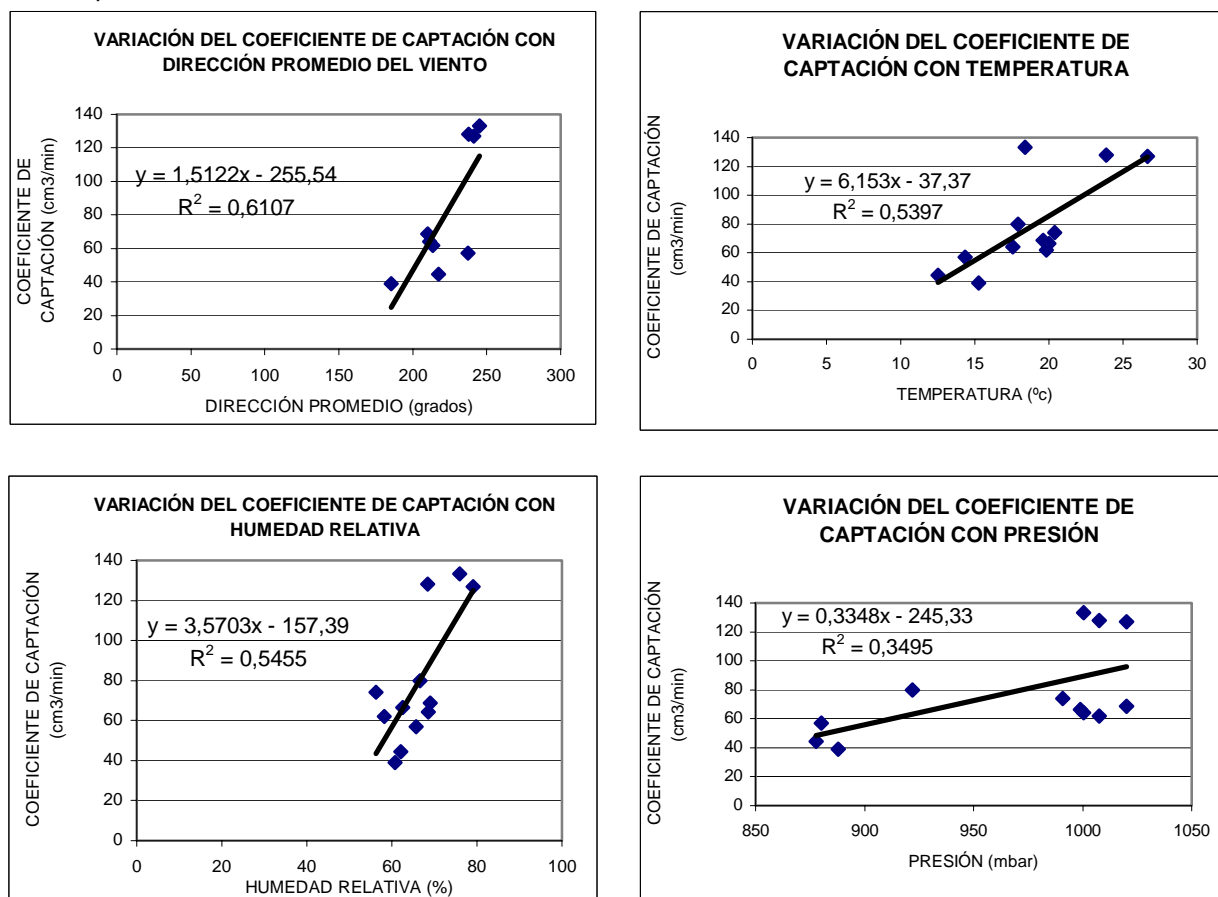 VARIACIÓN DEL COEFICIENTE DE CAPTACIÓN CON
DIRECCIÓN PROMEDIO DEL VIENTO
COEFICIENTE DE
CAPTACIÓN (cm3/min)
140
120
100
80
60
40
20
0
y = 1,5122x - 255,54
R² = 0,6107
0 50 100 150 200 250 300
DIRECCIÓN PROMEDIO (grados)
VARIACIÓN DEL COEFICIENTE DE
CAPTACIÓN CON TEMPERATURA
COEFICIENTE DE CAPTACIÓN
(cm3/min)
140
120
100
80
60
40
20
0
y = 6,153x - 37,37
R² = 0,5397
0 5 10 15 20 25 30
TEMPERATURA (ºc)
VARIACIÓN DEL COEFICIENTE DE CAPTACIÓN CON
HUMEDAD RELATIVA
COEFICIENTE DE CAPTACIÓN
(cm3/min)
140
120
100
80
60
40
20
0
y = 3,5703x - 157,39
R² = 0,5455
0 20 40 60 80 100
HUMEDAD RELATIVA (%)
VARIACIÓN DEL COEFICIENTE DE
CAPTACIÓN CON PRESIÓN
COEFICIENTE DE CAPTACIÓN
(cm3/min)
140
120
100
80
60
40
20
0
y = 0,3348x - 245,33
R² = 0,3495
850 900 950 1000 1050
PRESIÓN (mbar)